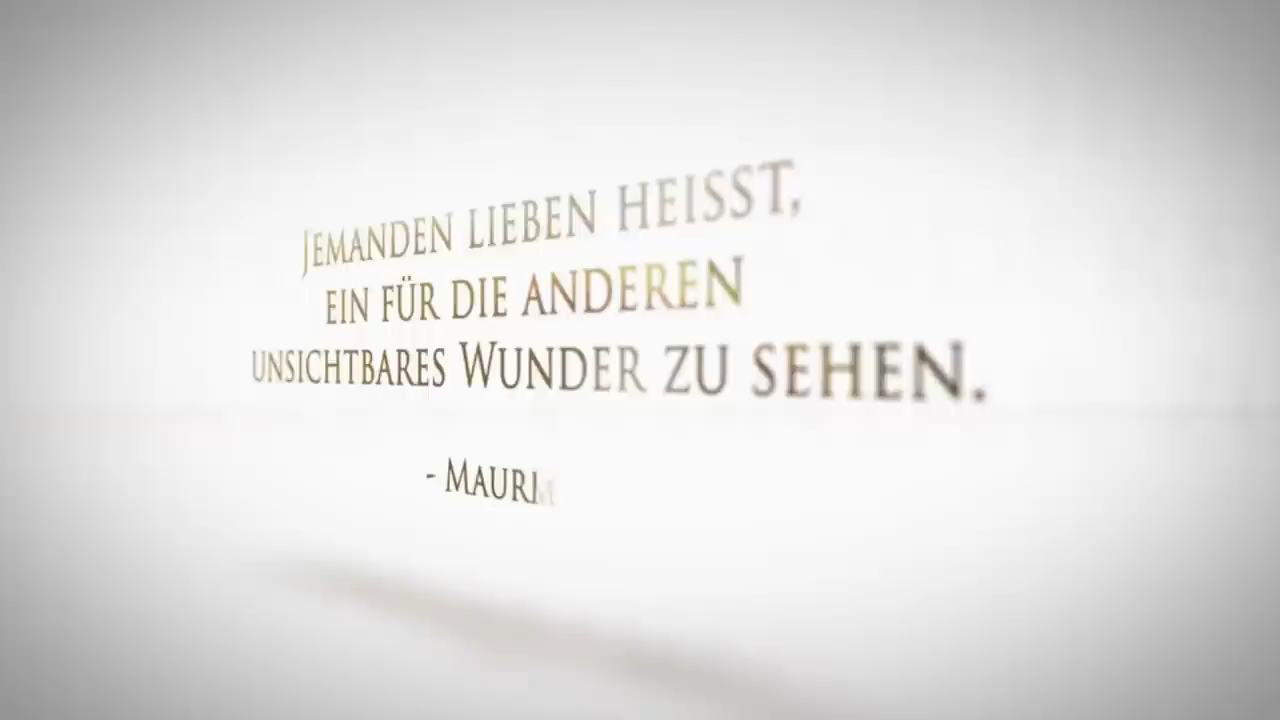 Jemanden lieben heisst,
ein für die anderen
unsichtbares Wunder zu sehen.
- Mauri